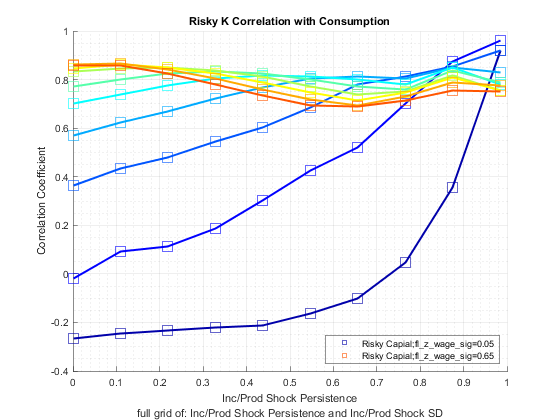 Risky K Correlation with Consumption
Correlation Coefficient
1
0.8
0.6
0.4
0.2
0
-0.2
-0.4
0 0.1 0.2 0.3 0.4 0.5 0.6 0.7 0.8 0.9 1
Risky Capial;fl_z_wage_sig=0.05
Risky Capial;fl_z_wage_sig=0.65
Inc/Prod Shock Persistence
full grid of: Inc/Prod Shock Persistence and Inc/Prod Shock SD